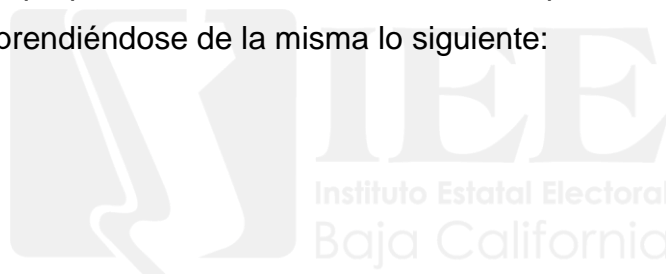 prendiéndose de la misma lo siguiente:
IEE
Instituto Estatal Electoral
Baja California